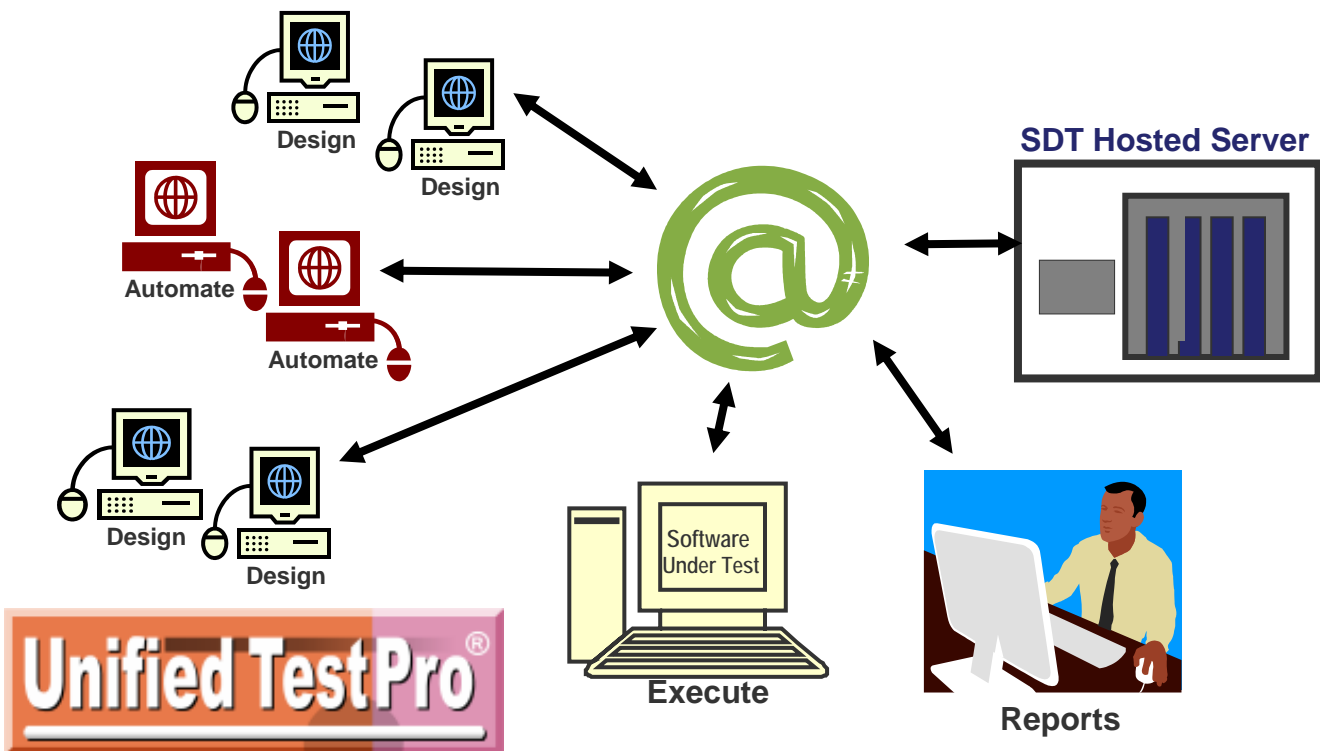 Design
Design
SDT Hosted Server
Automate
Automate
Design
Design
Software
Under Test
Execute
Reports
Unified TestPro®